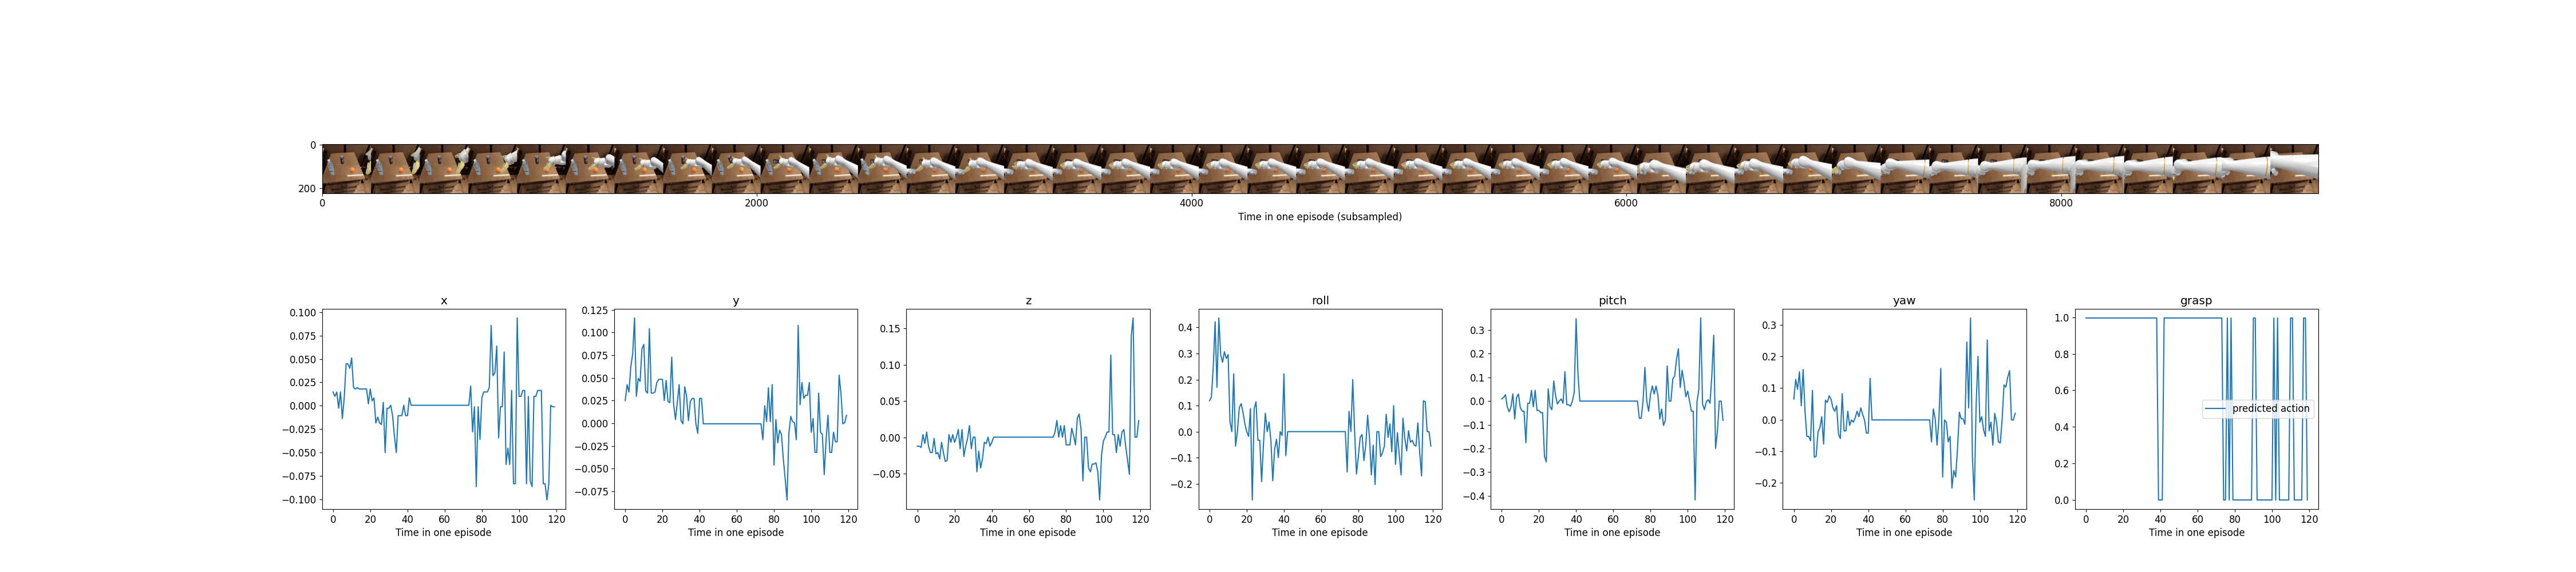 0
200
0 2000 4000 6000 8000
Time in one episode (subsampled)
x
0.100
0.075
0.050
0.025
0.000
−0.025
−0.050
−0.075
−0.100
0 20 40 60 80 100 120
Time in one episode
y
0.125
0.100
0.075
0.050
0.025
0.000
−0.025
−0.050
−0.075
0 20 40 60 80 100 120
Time in one episode
z
0.15
0.10
0.05
0.00
−0.05
0 20 40 60 80 100 120
Time in one episode
roll
0.4
0.3
0.2
0.1
0.0
−0.1
−0.2
0 20 40 60 80 100 120
Time in one episode
pitch
0.3
0.2
0.1
0.0
−0.1
−0.2
−0.3
−0.4
0 20 40 60 80 100 120
Time in one episode
yaw
0.3
0.2
0.1
0.0
−0.1
−0.2
0 20 40 60 80 100 120
Time in one episode
grasp
1.0
0.8
0.6
0.4
0.2
0.0
predicted action
0 20 40 60 80 100 120
Time in one episode